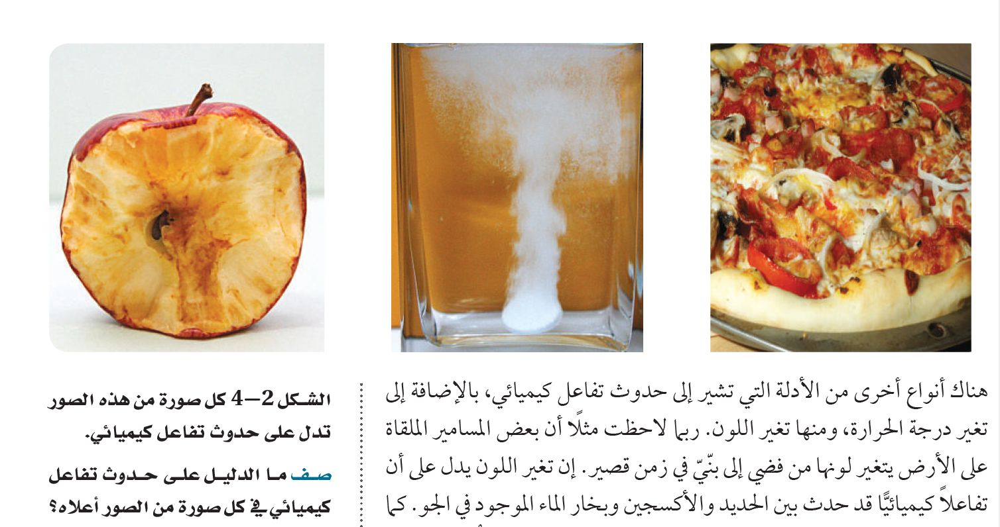 هناك أنواع أخرى من الأدلة التي تشير إلى حدوث تفاعل كيميائي، بالإضافة إلى
تغير درجة الحرارة، ومنها تغير اللون. ربما لاحظت مثلًا أن بعض المسامير الملقاة
على الأرض يتغير لونها من فضي إلى بنّيّ في زمن قصير. إن تغير اللون يدل على أن
تفاعلاً كيميائيًّا قد حدث بين الحديد والأكسجين وبخار الماء الموجود في الجو. كما
الشكل 2–4 كل صورة من هذه الصور
تدل على حدوث تفاعل كيميائي.
صف ما الدليل على حدوث تفاعل
كيميائي في كل صورة من الصور أعلاه؟